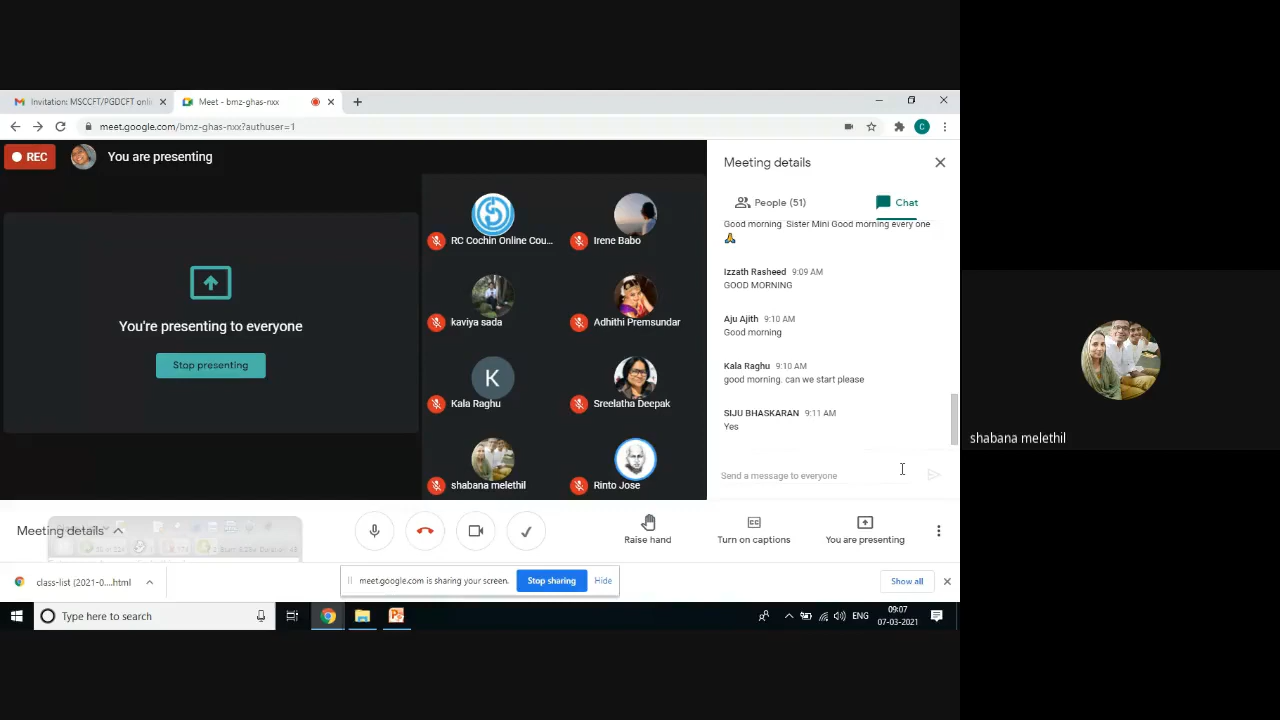 Invitation: MSCCFT/PGDCFT onli
Meet - bmz-ghas-nxx
meet.google.com/bmz-ghas-nxx?authuser=1
C
REC
You are presenting
Meeting details
People (51)
Chat
You're presenting to everyone
Stop presenting
RC Cochin Online Cou...
Irene Babo
kaviya sada
Adhithi Premsundar
K
Kala Raghu
Sreelatha Deepak
shabana melethil
Rinto Jose
Good morning Sister Mini Good morning every one
Izzath Rasheed 9:09 AM
GOOD MORNING
Aju Ajith 9:10 AM
Good morning
Kala Raghu 9:10 AM
good morning. can we start please
SIJU BHASKARAN 9:11 AM
Yes
Send a message to everyone
shabana melethil
Meeting details
Raise hand
CC
Turn on captions
You are presenting
class-list (2021-0....html
meet.google.com is sharing your screen.
Stop sharing
Hide
Show all
Type here to search
ENG
09:07
07-03-2021